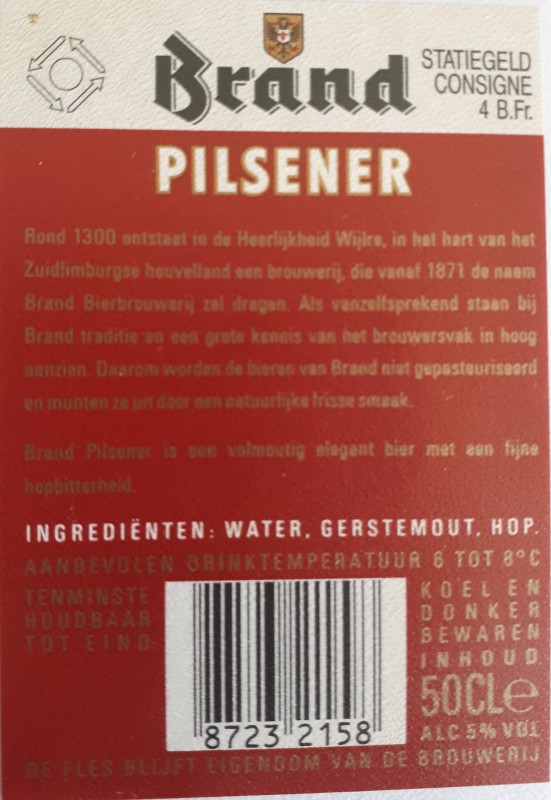 Brand
STATIEGELD
CONSIGNE
4 B.Fr.
PILSENER
Rond 1300 ontstaat in de Heerlijkheid Wijlre, in het hart van het
Zuidlimburgse heuvelland een brouwerij, die vanaf 1871 de naam
Brand Bierbrouwerij zal dragen. Als vanzelfsprekend staan bij
Brand traditie en een grote kennis van het brouwersvak in hoog
aanzien. Daarom worden de bieren van Brand niet gepasteuriseerd
en munten ze uit door een natuurlijke frisse smaak.
Brand Pilsener is een volmoutig elegant bier met een fijne
hopbitterheid.
INGREDIËNTEN: WATER, GERSTEMOUT, HOP.
AANBEVOLEN DRINKTEMPERATUUR 6 TOT 8°C
TENMINSTE
HOUDBAAR
TOT EIND:
KOEL EN
DONKER
BEWAREN
INHOUD
50CL℮
ALC 5% VOL
8723 2158
DE FLES BLIJFT EIGENDOM VAN DE BROUWERIJ